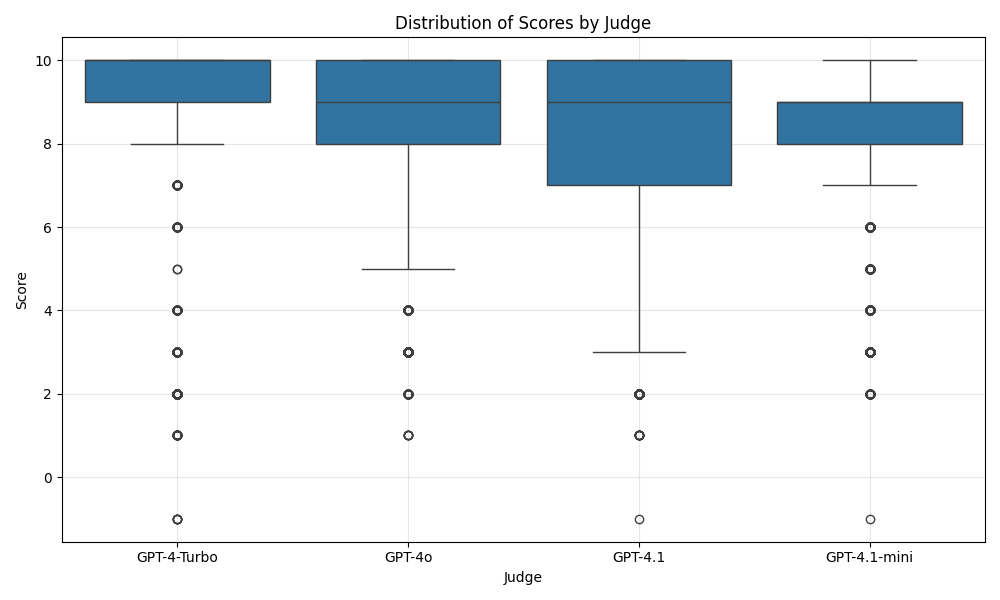 Distribution of Scores by Judge
10
8
6
4
2
0
Score
GPT-4-Turbo
GPT-4o
GPT-4.1
GPT-4.1-mini
Judge